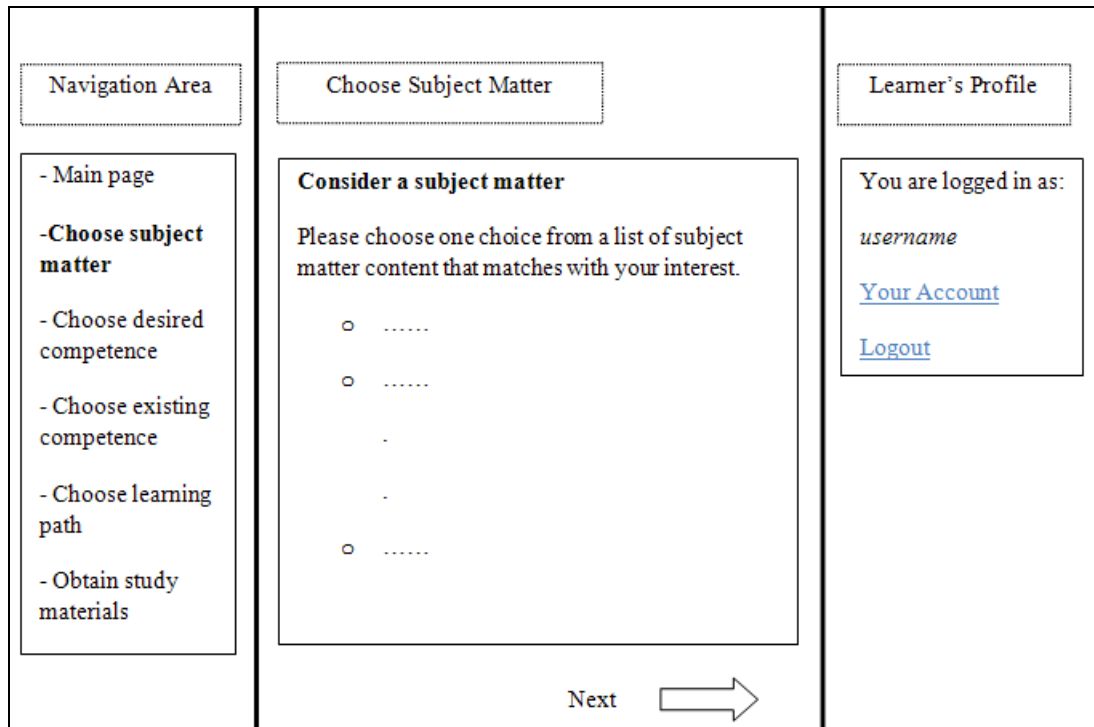 Navigation Area
- Main page
-Choose subject
matter
- Choose desired
competence
- Choose existing
competence
- Choose learning
path
- Obtain study
materials
Choose Subject Matter
Consider a subject matter
Please choose one choice from a list of subject
matter content that matches with your interest.
o ......
o ......
.
.
o ......
Next
Learner’s Profile
You are logged in as:
username
Your Account
Logout